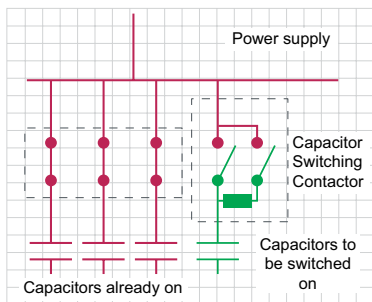 Power supply
Capacitor
Switching
Contactor
Capacitors to
be switched
on
Capacitors already on